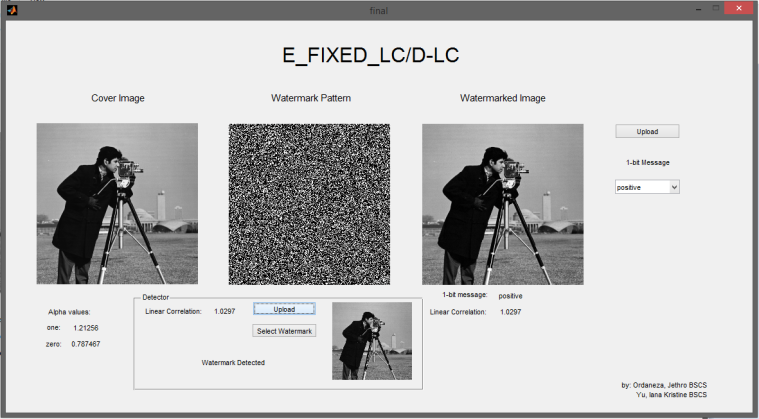 final
E_FIXED_LC/D-LC
Cover Image
Watermark Pattern
Watermarked Image
Upload
1-bit Message
positive
1-bit message: positive
Linear Correlation: 1.0297
Alpha values:
one: 1.21256
zero: 0.787467
Detector
Linear Correlation: 1.0297
Upload
Select Watermark
Watermark Detected
by: Ordaneza, Jethro BSCS
Yu, Iana Kristine BSCS